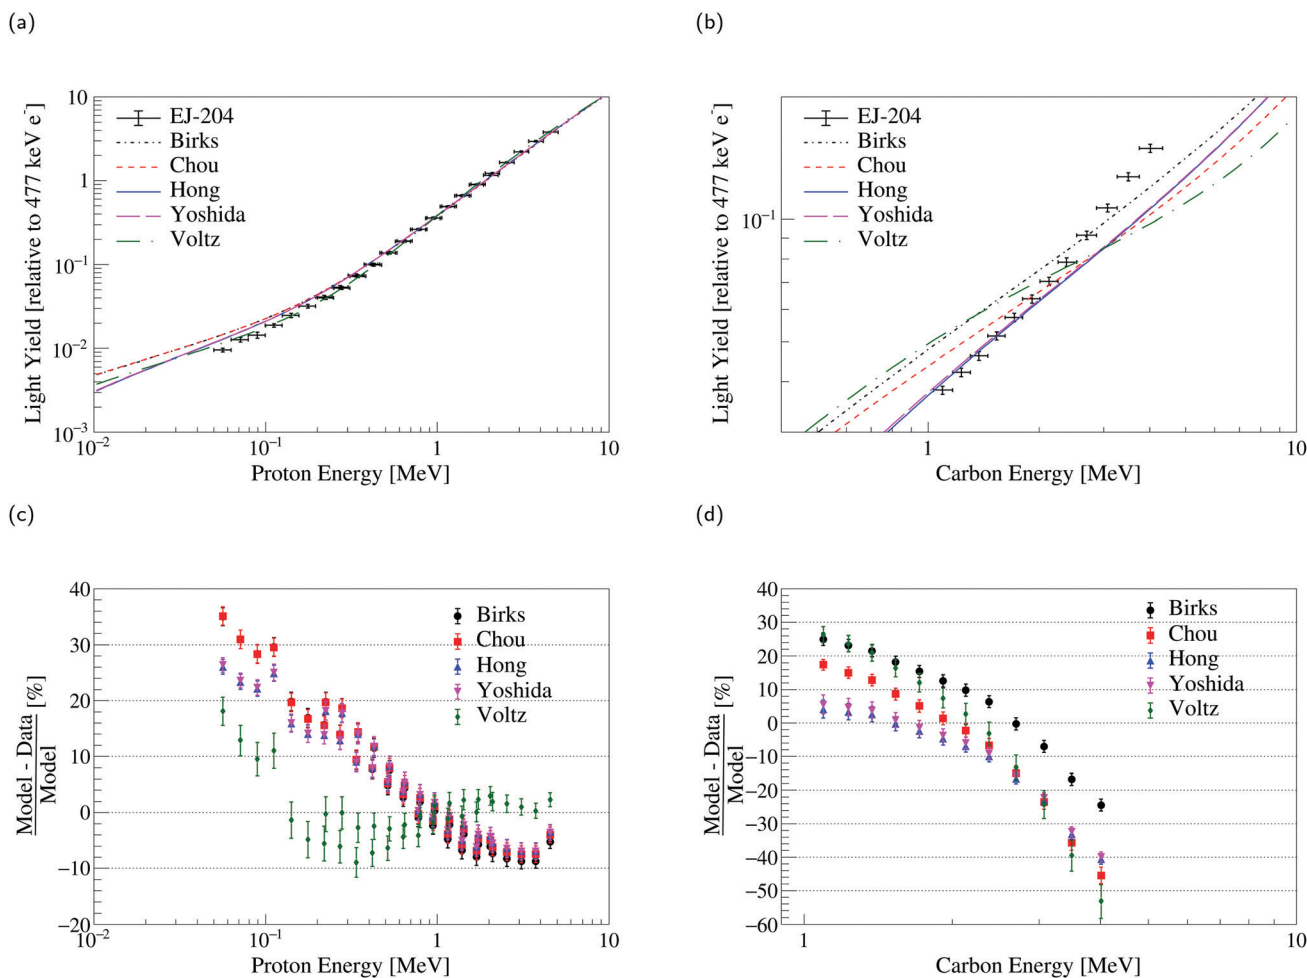 (a)
Light Yield [relative to 477 keV e⁻]
10
1
10⁻¹
10⁻²
10⁻³
EJ-204
Birks
Chou
Hong
Yoshida
Voltz
10⁻²
10⁻¹
1
10
Proton Energy [MeV]
(b)
Light Yield [relative to 477 keV e⁻]
10⁻¹
EJ-204
Birks
Chou
Hong
Yoshida
Voltz
1
10
Carbon Energy [MeV]
(c)
Model - Data
Model
[%]
40
30
20
10
0
−10
−20
Birks
Chou
Hong
Yoshida
Voltz
10⁻²
10⁻¹
1
10
Proton Energy [MeV]
(d)
Model - Data
Model
[%]
40
30
20
10
0
−10
−20
−30
−40
−50
−60
Birks
Chou
Hong
Yoshida
Voltz
1
10
Carbon Energy [MeV]